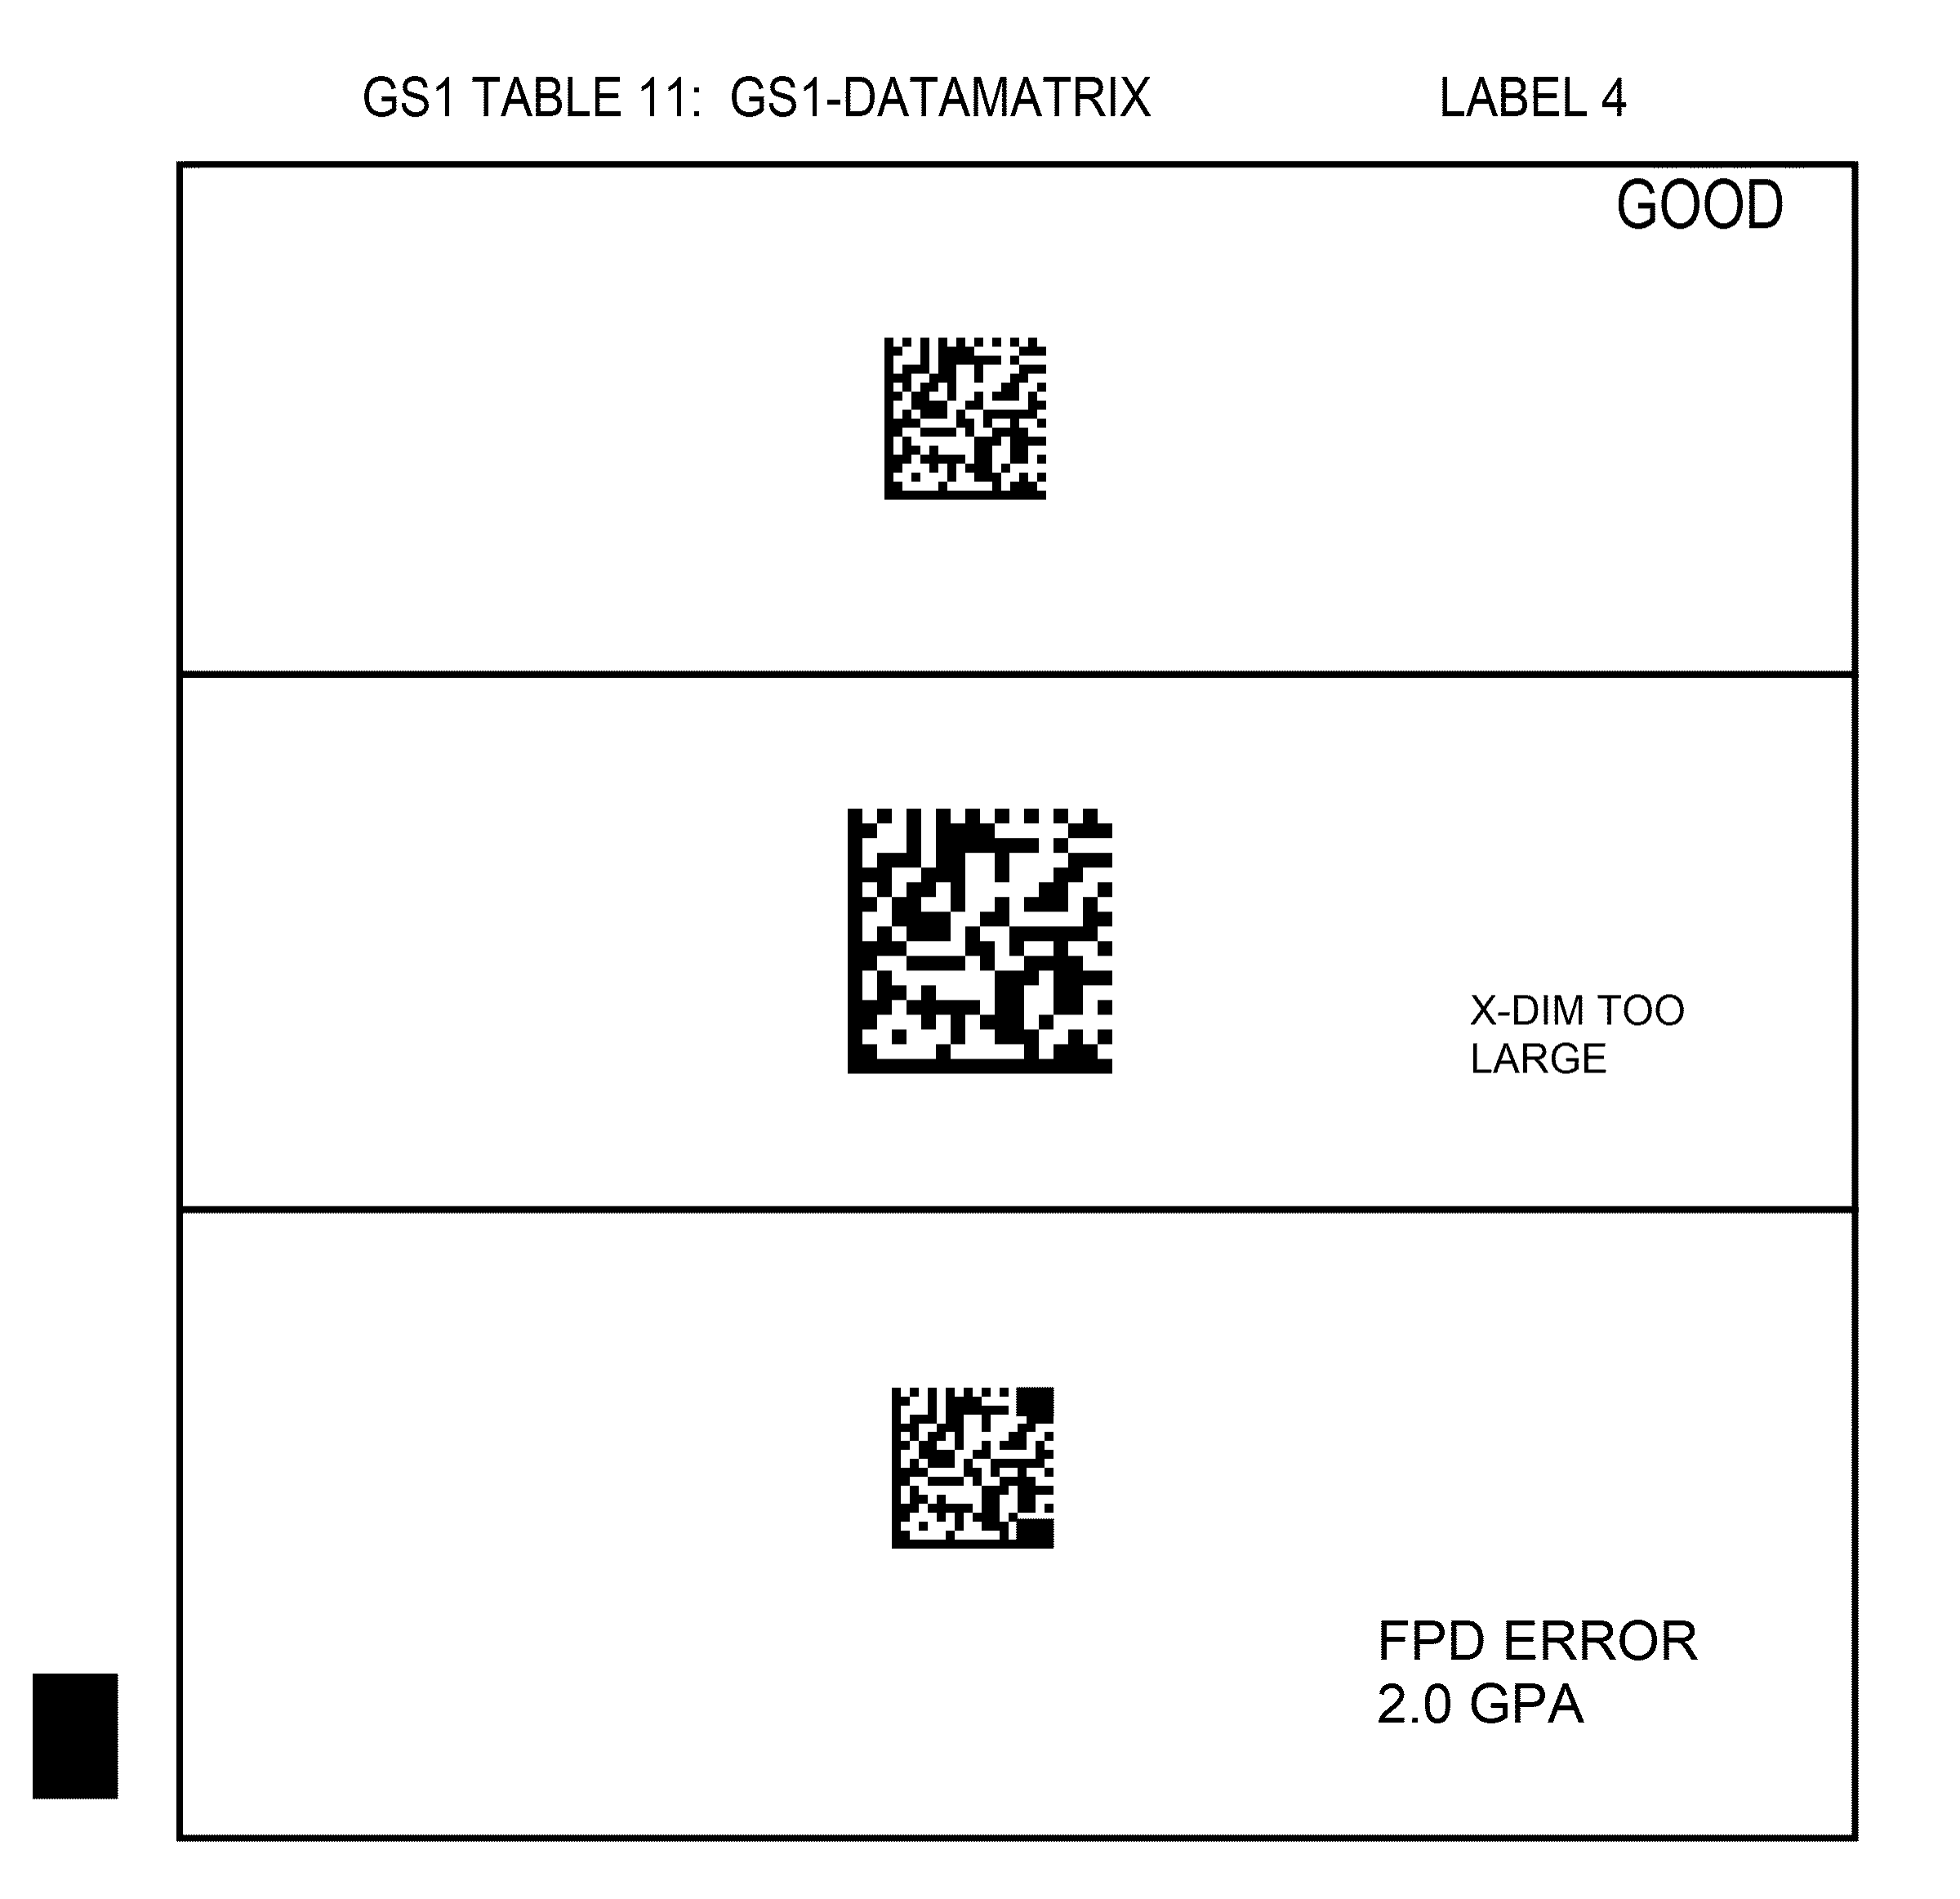 GS1 TABLE 11:  GS1-DATAMATRIX LABEL 4
GOOD
X-DIM TOO
LARGE
FPD ERROR
2.0 GPA